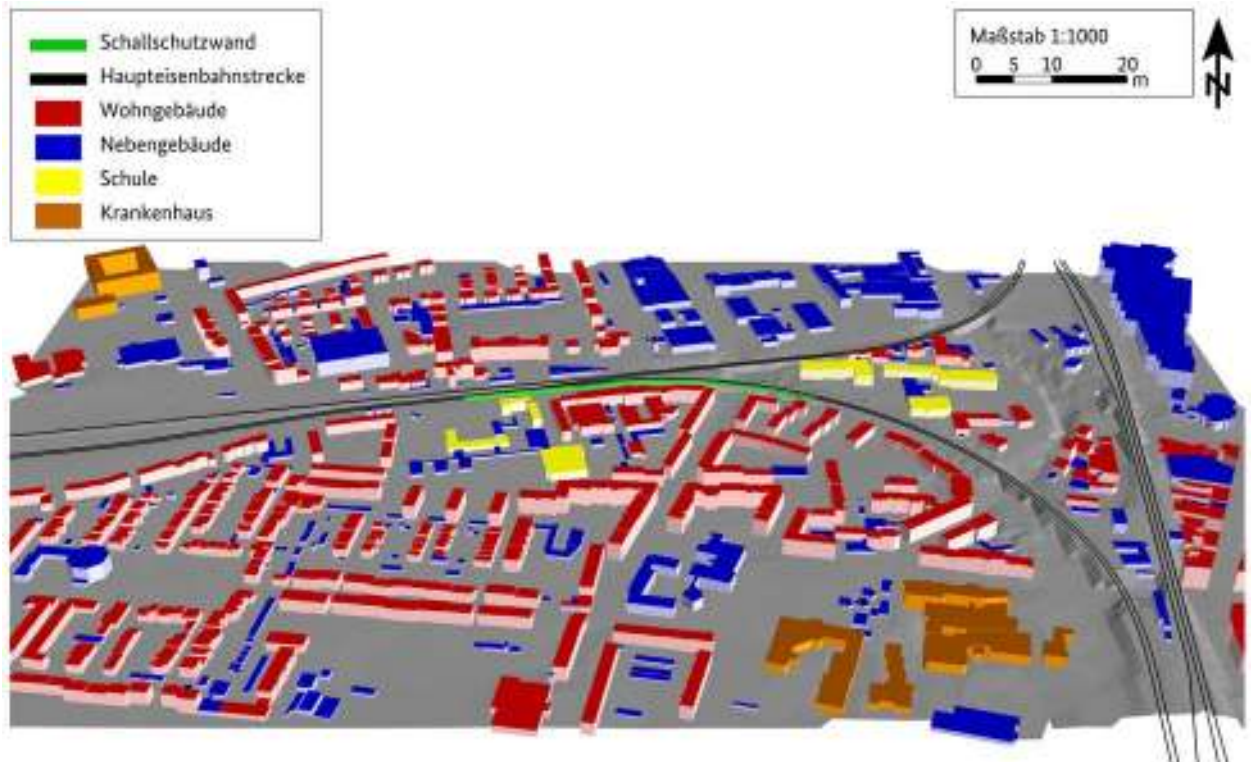 Schallschutzwand
Haupteisenbahnstrecke
Wohngebäude
Nebengebäude
Schule
Krankenhaus
Maßstab 1:1000
0 5 10 20
m
N